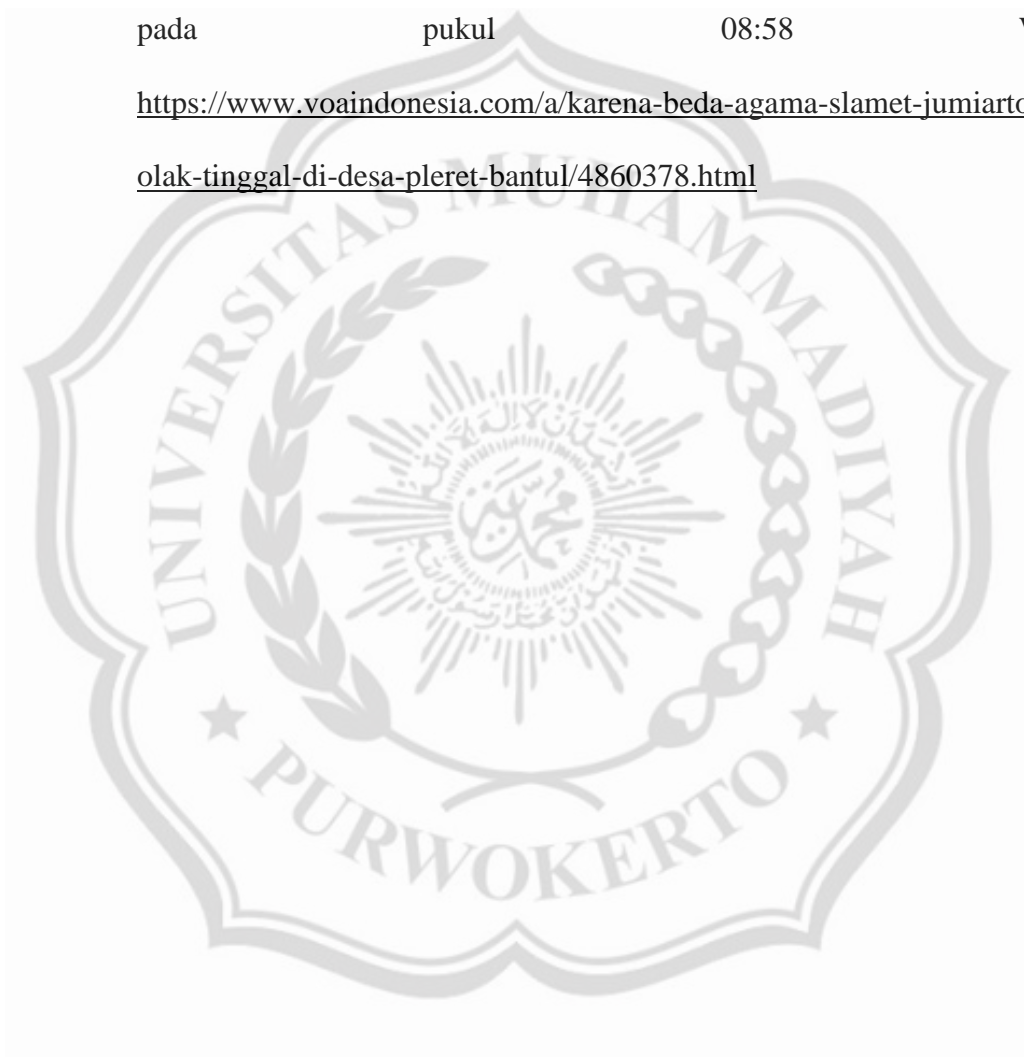 pada pukul 08:58
https://www.voaindonesia.com/a/karena-beda-agama-slamet-jumiarto
olak-tinggal-di-desa-pleret-bantul/4860378.html
UNIVERSITAS MUHAMMADIYAH
PURWOKERTO